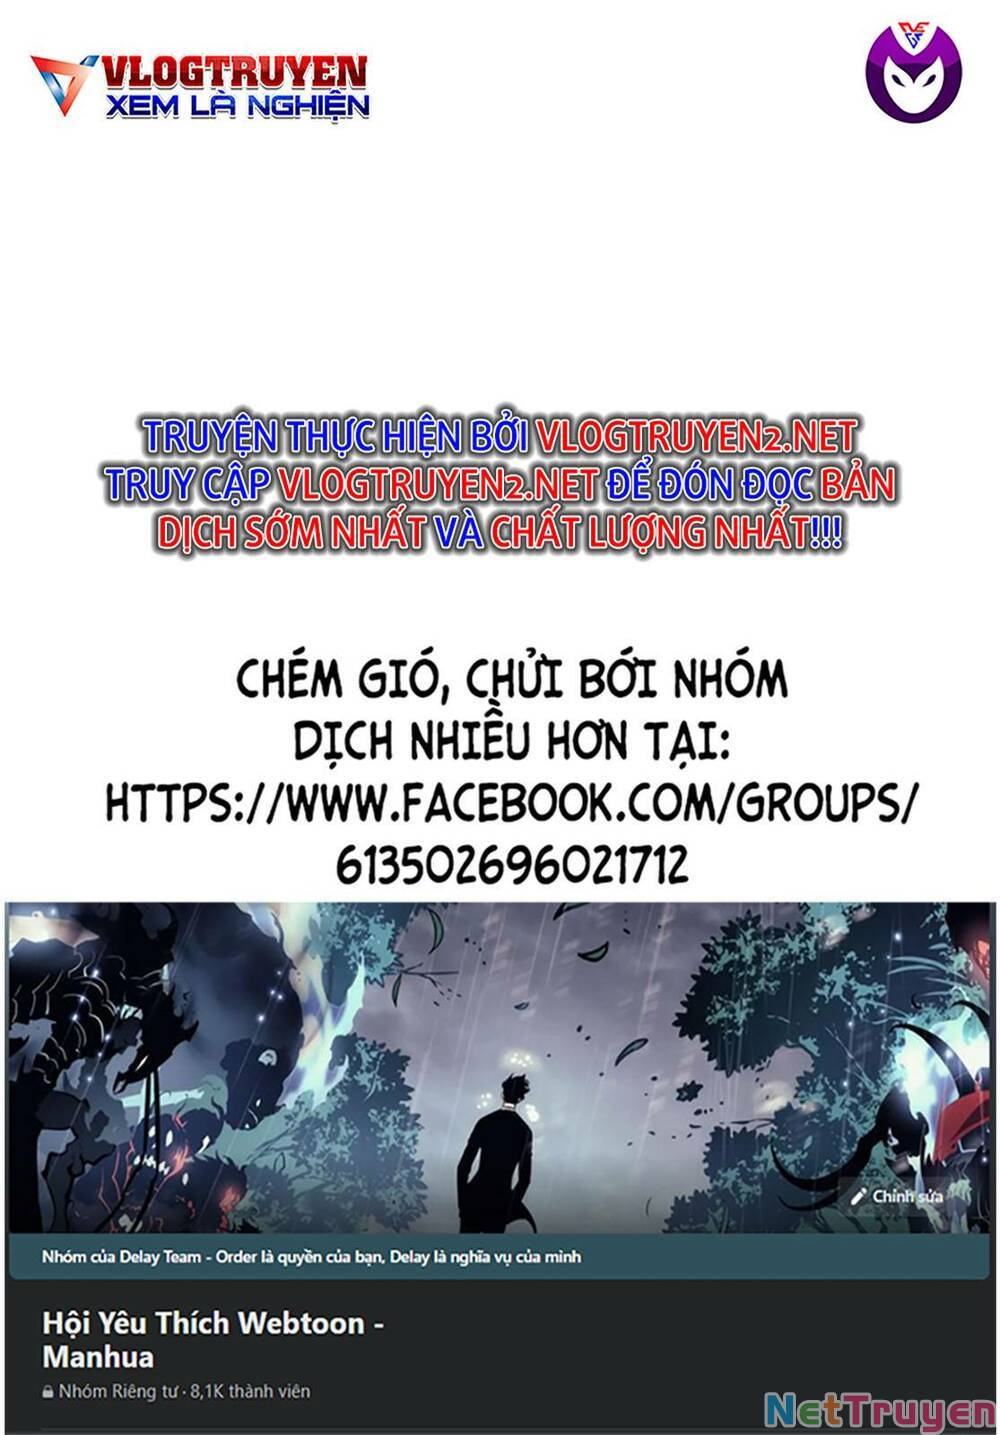 VLOGTRUYEN
XEM LÀ NGHIỆN
TRUYỆN THỰC HIỆN BỞI VLOGTRUYEN2.NET
TRUY CẬP VLOGTRUYEN2.NET ĐỂ ĐÓN ĐỌC BẢN
DỊCH SỚM NHẤT VÀ CHẤT LƯỢNG NHẤT!!!
CHÉM GIÓ, CHỬI BỚI NHÓM
DỊCH NHIỀU HƠN TẠI:
HTTPS://WWW.FACEBOOK.COM/GROUPS/
613502696021712
Chỉnh sửa
Nhóm của Delay Team - Order là quyền của bạn, Delay là nghĩa vụ của mình
Hội Yêu Thích Webtoon -
Manhua
Nhóm Riêng tư · 8,1K thành viên
NetTruyen